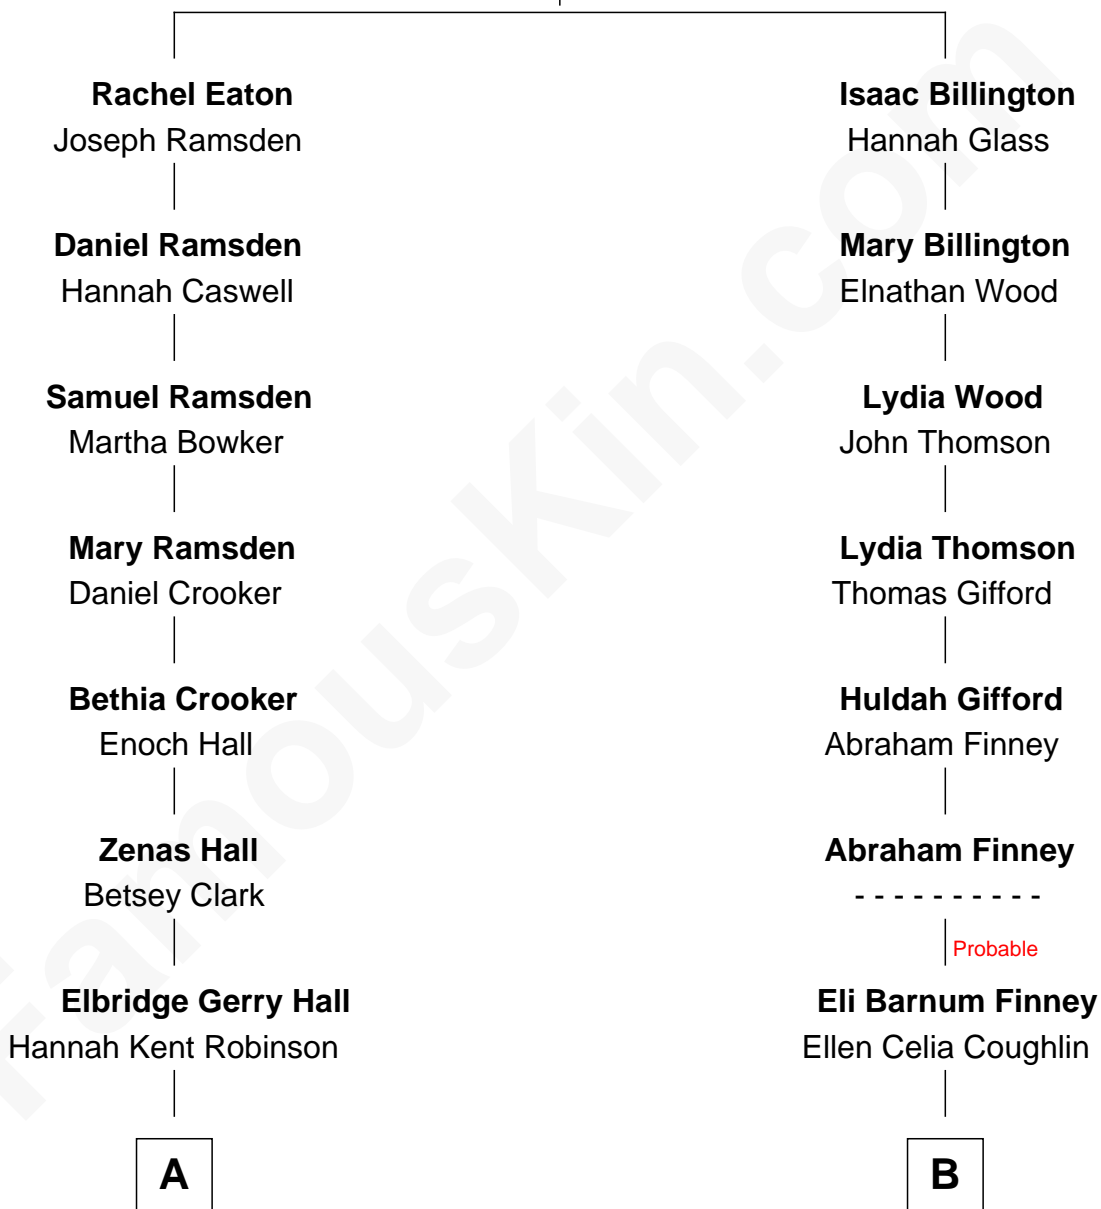 Rachel Eaton
Joseph Ramsden
Daniel Ramsden
Hannah Caswell
Samuel Ramsden
Martha Bowker
Mary Ramsden
Daniel Crooker
Bethia Crooker
Enoch Hall
Zenas Hall
Betsey Clark
Elbridge Gerry Hall
Hannah Kent Robinson
A
Isaac Billington
Hannah Glass
Mary Billington
Elnathan Wood
Lydia Wood
John Thomson
Lydia Thomson
Thomas Gifford
Huldah Gifford
Abraham Finney
Abraham Finney
- - - - - - - - - -
Probable
Eli Barnum Finney
Ellen Celia Coughlin
B
FamousKin.com